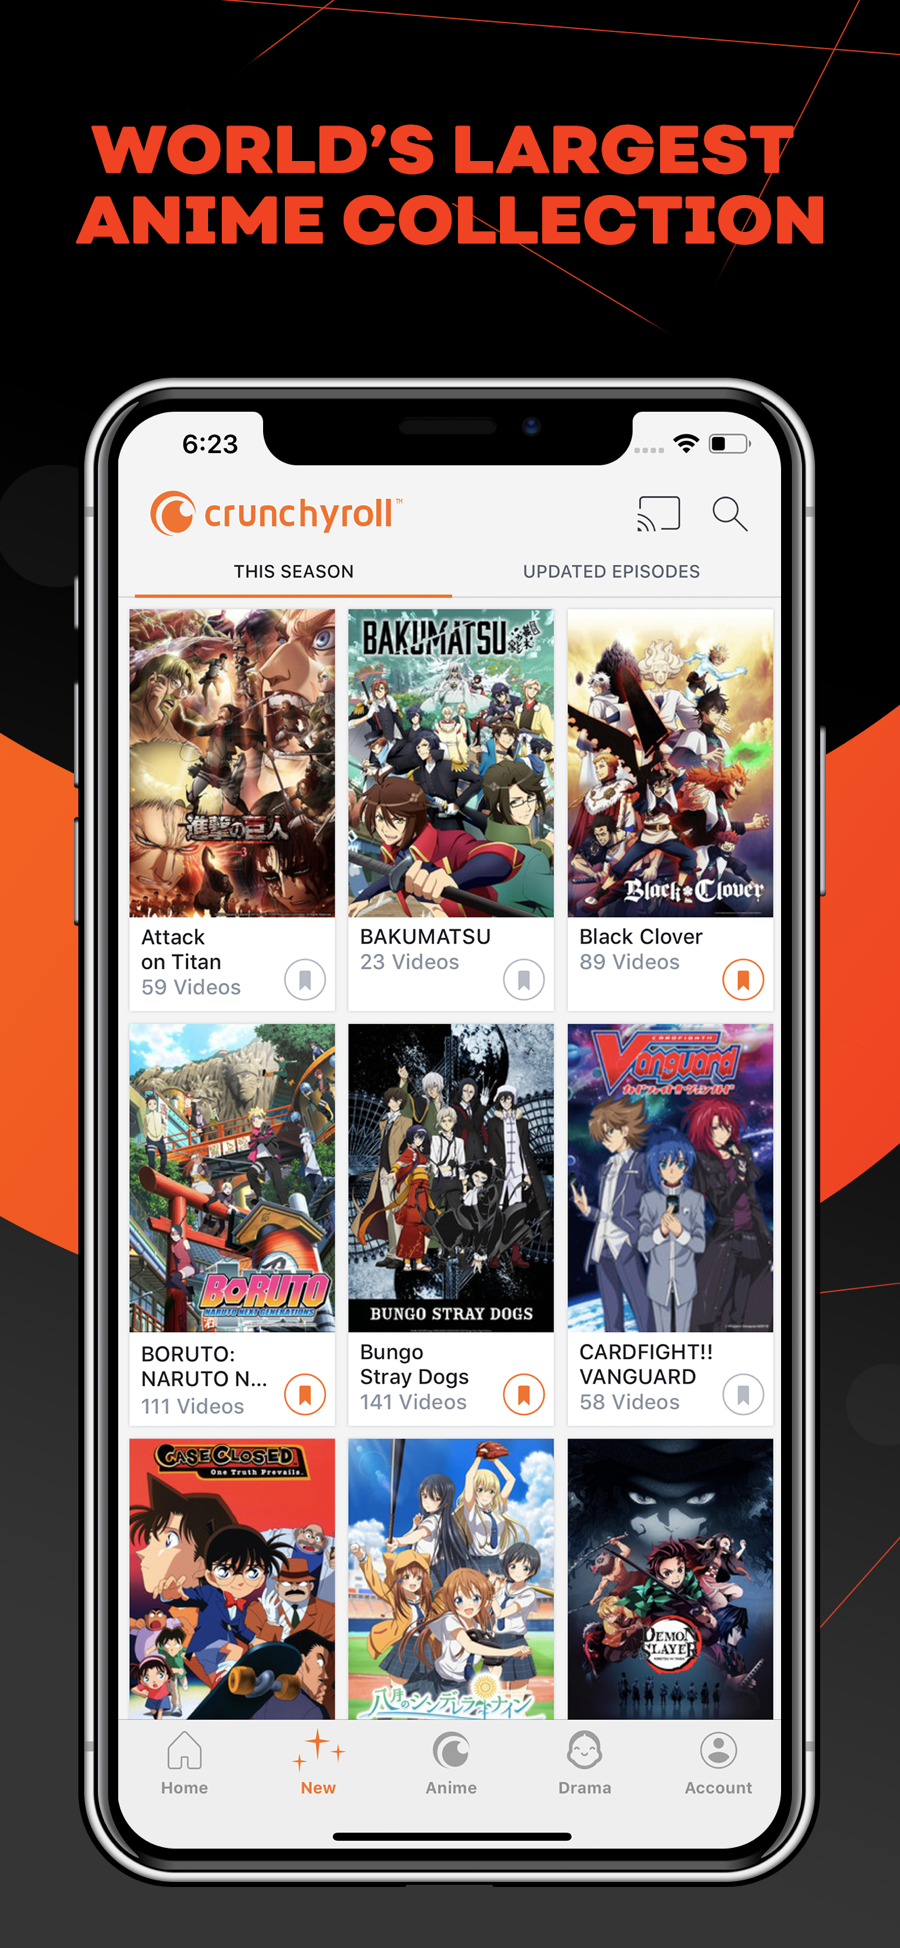 WORLD'S LARGEST
ANIME COLLECTION
6:23
crunchyroll™
THIS SEASON
UPDATED EPISODES
進撃の巨人
BAKUMATSU
Black Clover
Attack
on Titan
59 Videos
BAKUMATSU
23 Videos
Black Clover
89 Videos
BORUTO
NARUTO NEXT GENERATIONS
BUNGO STRAY DOGS
CARDFIGHT!!
Vanguard
BORUTO:
NARUTO N...
111 Videos
Bungo
Stray Dogs
141 Videos
CARDFIGHT!!
VANGUARD
58 Videos
CASE CLOSED
One Truth Prevails.
八月のシンデレラナイン
DEMON
SLAYER
Home
New
Anime
Drama
Account